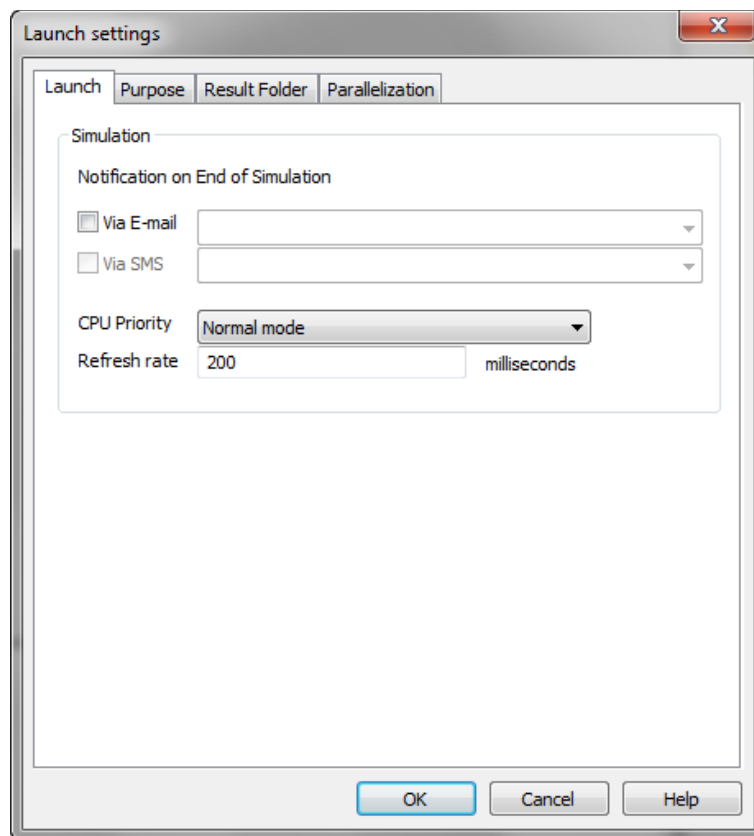 Launch settings
Launch Purpose Result Folder Parallelization
Simulation
Notification on End of Simulation
Via E-mail
Via SMS
CPU Priority Normal mode
Refresh rate 200 milliseconds
OK Cancel Help